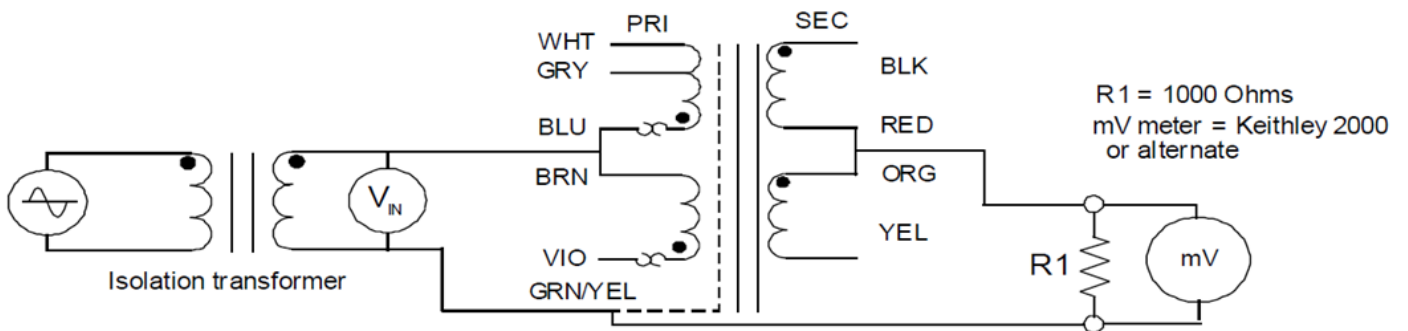 PRI
SEC
WHT
GRY
BLU
BRN
VIO
GRN/YEL
BLK
RED
ORG
YEL
VIN
Isolation transformer
R1 = 1000 Ohms
mV meter = Keithley 2000
or alternate
R1
mV